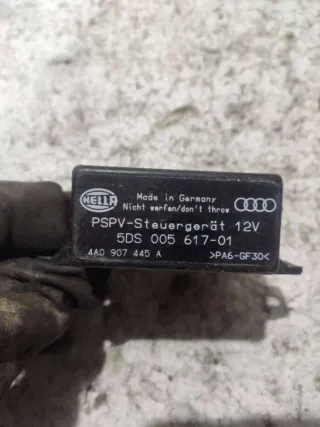 HELLA
Made in Germany
Nicht werfen/don't throw
PSPV-Steuergerät 12V
5DS 005 617-01
4A0 907 445 A >PA6-GF30<